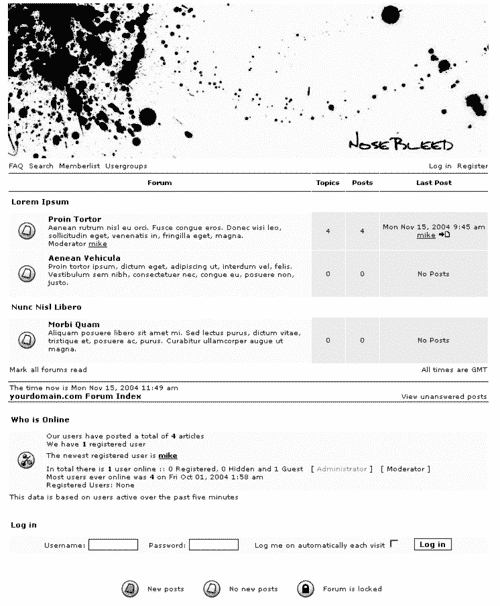 NOSEBLEED
FAQ Search Memberlist Usergroups Log in Register
Forum Topics Posts Last Post
Lorem Ipsum
Proin Tortor
Aenean rutrum nisl eu orci. Fusce congue eros. Donec wisi leo,
sollicitudin eget, venenatis in, fringilla eget, magna.
Moderator mike
4 4 Mon Nov 15, 2004 9:45 am
mike
Aenean Vehicula
Proin tortor ipsum, dictum eget, adipiscing ut, interdum vel, felis.
Vestibulum sem nibh, consectetuer nec, congue eu, posuere non,
justo.
0 0 No Posts
Nunc Nisl Libero
Morbi Quam
Aliquam posuere libero sit amet mi. Sed lectus purus, dictum vitae,
tristique et, posuere ac, purus. Curabitur ullamcorper augue ut
magna.
0 0 No Posts
Mark all forums read All times are GMT
The time now is Mon Nov 15, 2004 11:49 am
yourdomain.com Forum Index View unanswered posts
Who is Online
Our users have posted a total of 4 articles
We have 1 registered user
The newest registered user is mike
In total there is 1 user online :: 0 Registered, 0 Hidden and 1 Guest [ Administrator ] [ Moderator ]
Most users ever online was 4 on Fri Oct 01, 2004 1:58 am
Registered Users: None
This data is based on users active over the past five minutes
Log in
Username: Password: Log me on automatically each visit Log in
New posts No new posts Forum is locked